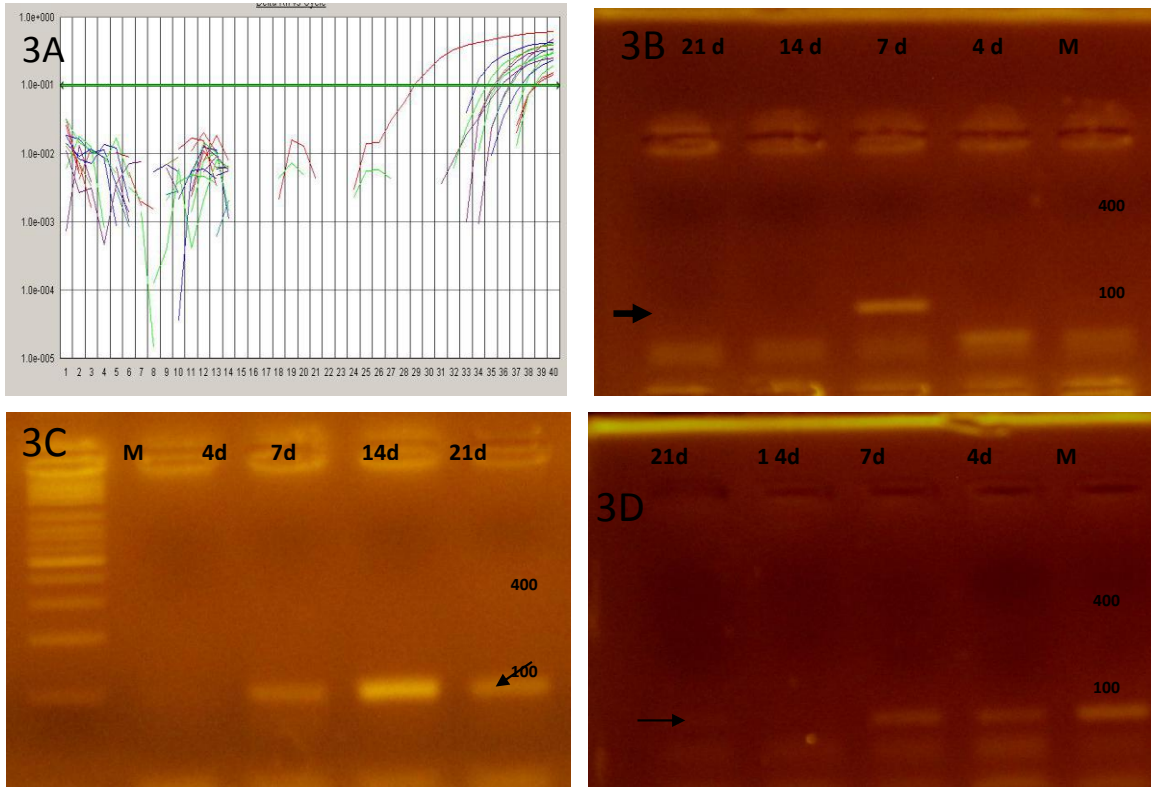 Delta Rn vs Cycle
3A
1.0e+000
1.0e-001
1.0e-002
1.0e-003
1.0e-004
1.0e-005
1 2 3 4 5 6 7 8 9 10 11 12 13 14 15 16 17 18 19 20 21 22 23 24 25 26 27 28 29 30 31 32 33 34 35 36 37 38 39 40
3B
21 d 14 d 7 d 4 d M
400
100
3C
M 4d 7d 14d 21d
400
100
3D
21d 1 4d 7d 4d M
400
100